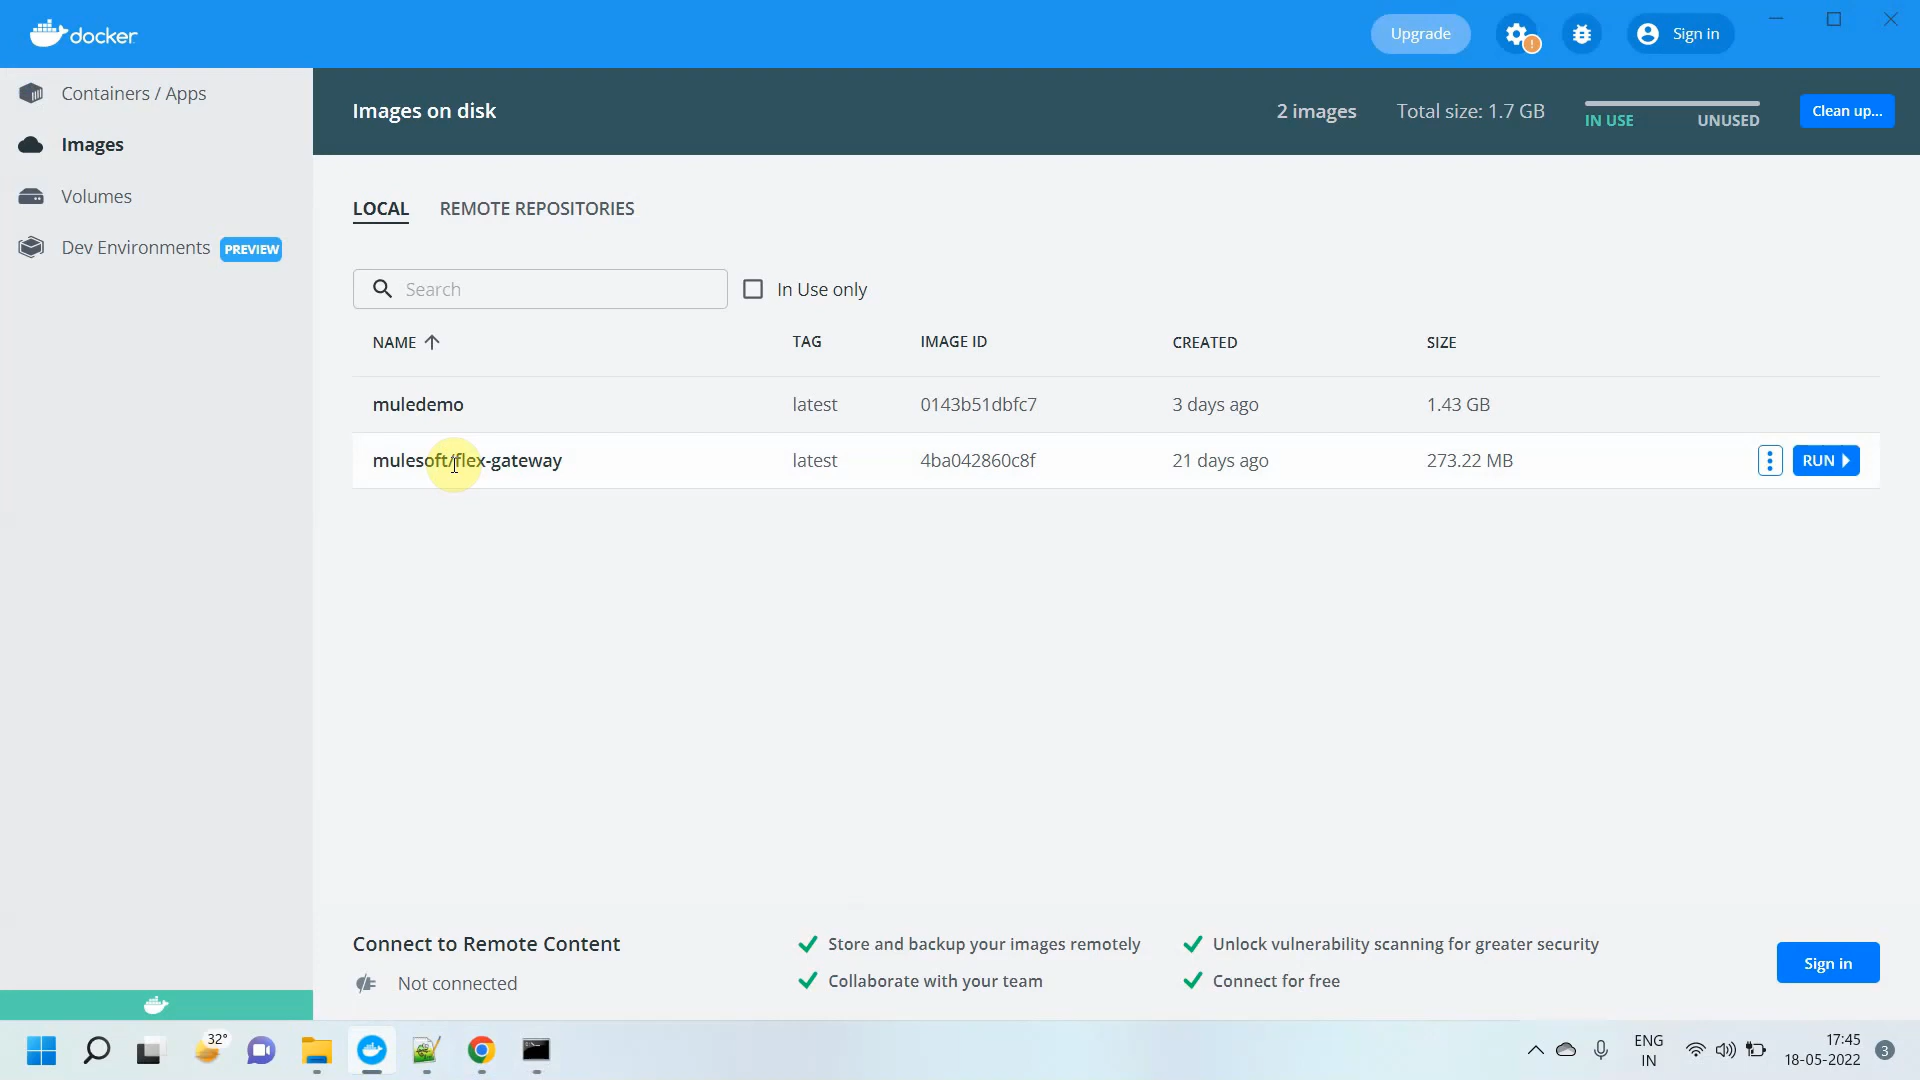 docker
Upgrade
Sign in
Containers / Apps
Images
Volumes
Dev Environments PREVIEW
Images on disk
2 images Total size: 1.7 GB
IN USE UNUSED
Clean up...
LOCAL REMOTE REPOSITORIES
Search
In Use only
NAME TAG IMAGE ID CREATED SIZE
muledemo latest 0143b51dbfc7 3 days ago 1.43 GB
mulesoft/flex-gateway latest 4ba042860c8f 21 days ago 273.22 MB RUN
Connect to Remote Content
Not connected
Store and backup your images remotely
Collaborate with your team
Unlock vulnerability scanning for greater security
Connect for free
Sign in
32°
ENG
IN
17:45
18-05-2022
3